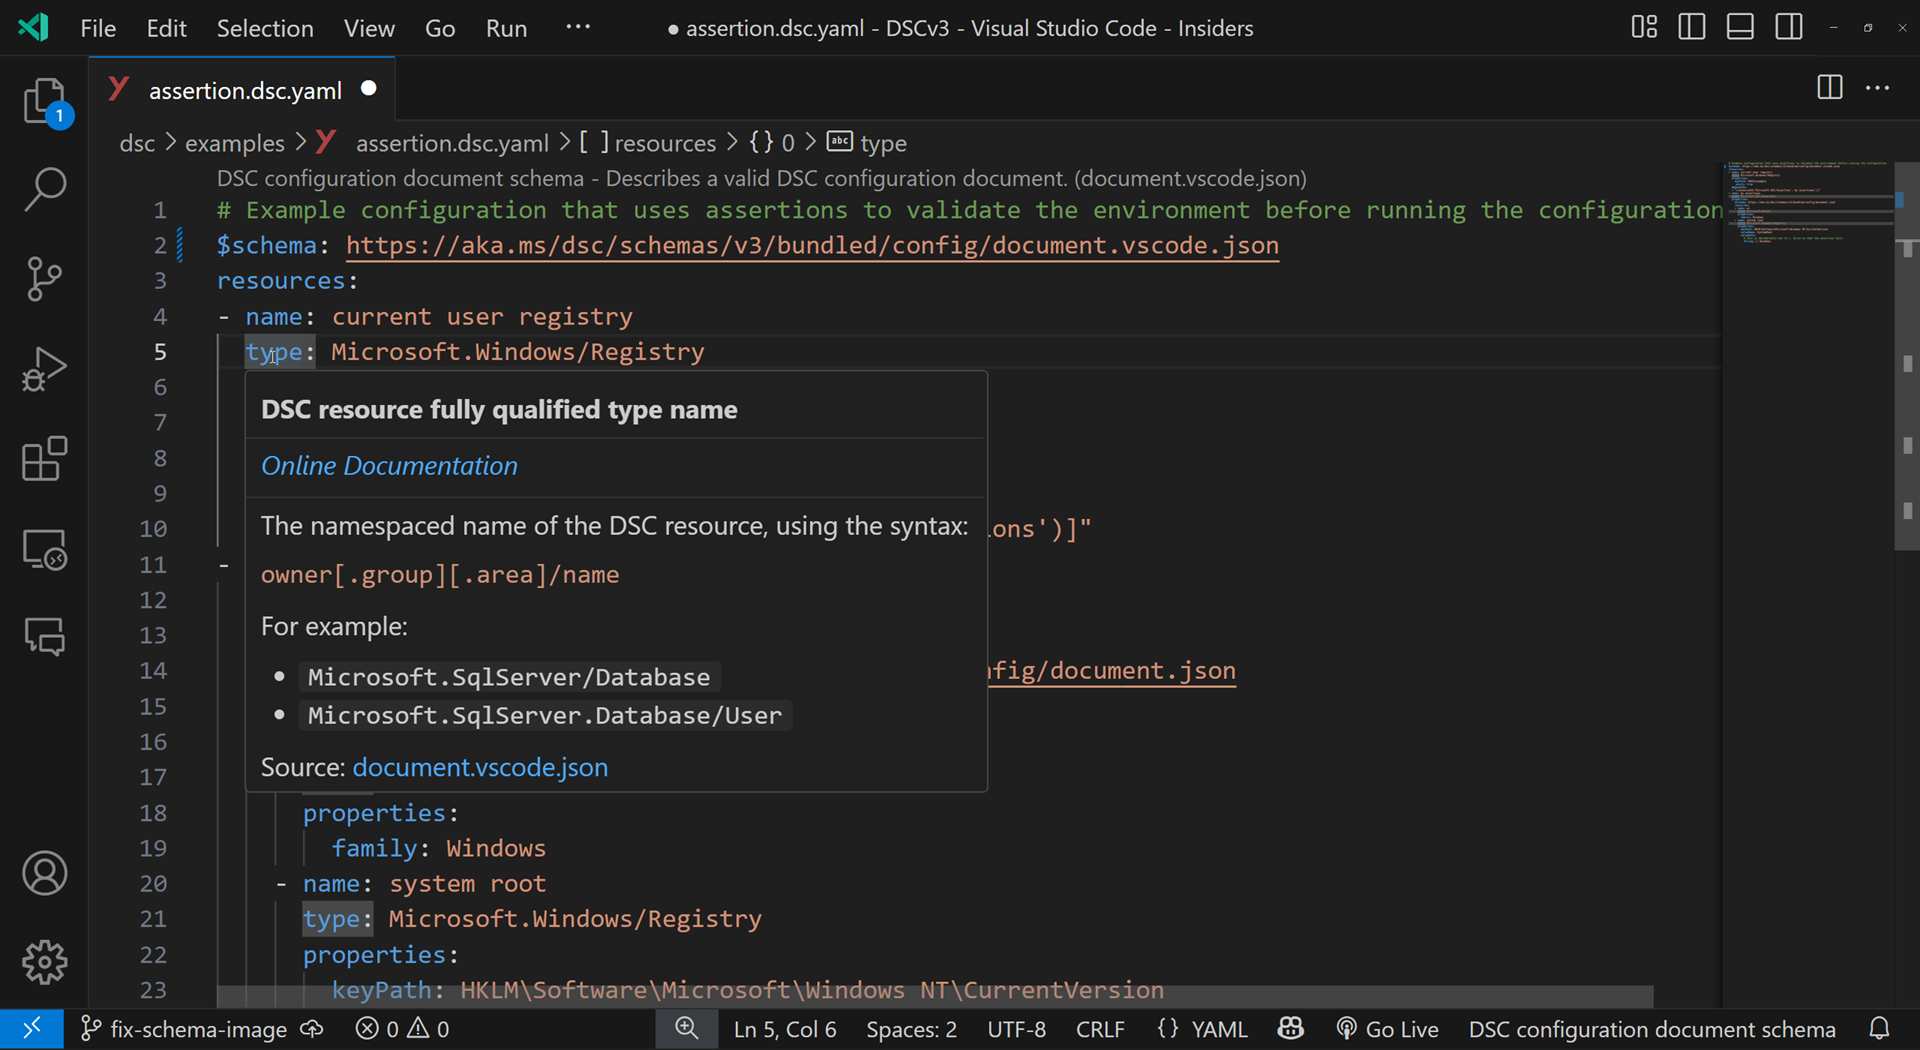 File Edit Selection View Go Run ··· ● assertion.dsc.yaml - DSCv3 - Visual Studio Code - Insiders
1
assertion.dsc.yaml ●
dsc > examples > assertion.dsc.yaml > [ ] resources > {} 0 > abc type
DSC configuration document schema - Describes a valid DSC configuration document. (document.vscode.json)
1 # Example configuration that uses assertions to validate the environment before running the configuration
2 $schema: https://aka.ms/dsc/schemas/v3/bundled/config/document.vscode.json
3 resources:
4 - name: current user registry
5 type: Microsoft.Windows/Registry
6
7
8
9
10 ons')]"
11 -
12
13
14 fig/document.json
15
16
17
DSC resource fully qualified type name
Online Documentation
The namespaced name of the DSC resource, using the syntax:
owner[.group][.area]/name
For example:
• Microsoft.SqlServer/Database
• Microsoft.SqlServer.Database/User
Source: document.vscode.json
18 properties:
19 family: Windows
20 - name: system root
21 type: Microsoft.Windows/Registry
22 properties:
23 keyPath: HKLM\Software\Microsoft\Windows NT\CurrentVersion
fix-schema-image 0 0 Ln 5, Col 6 Spaces: 2 UTF-8 CRLF {} YAML Go Live DSC configuration document schema